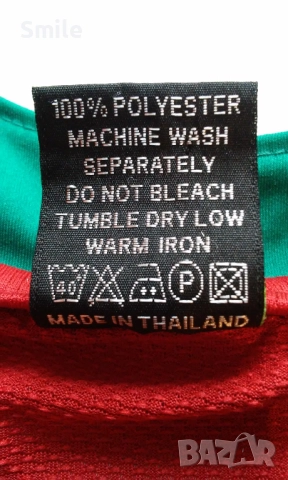 Smile
100% POLYESTER
MACHINE WASH
SEPARATELY
DO NOT BLEACH
TUMBLE DRY LOW
WARM IRON
40 P
MADE IN THAILAND
BAZAR